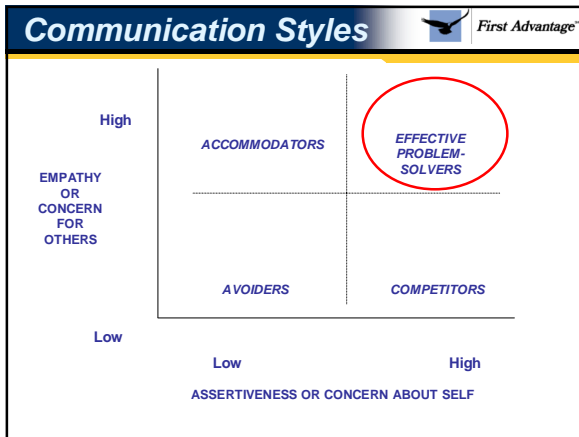 Communication Styles
First Advantage™
High
ACCOMMODATORS
EFFECTIVE
PROBLEM-
SOLVERS
EMPATHY
OR
CONCERN
FOR
OTHERS
AVOIDERS
COMPETITORS
Low
Low
High
ASSERTIVENESS OR CONCERN ABOUT SELF